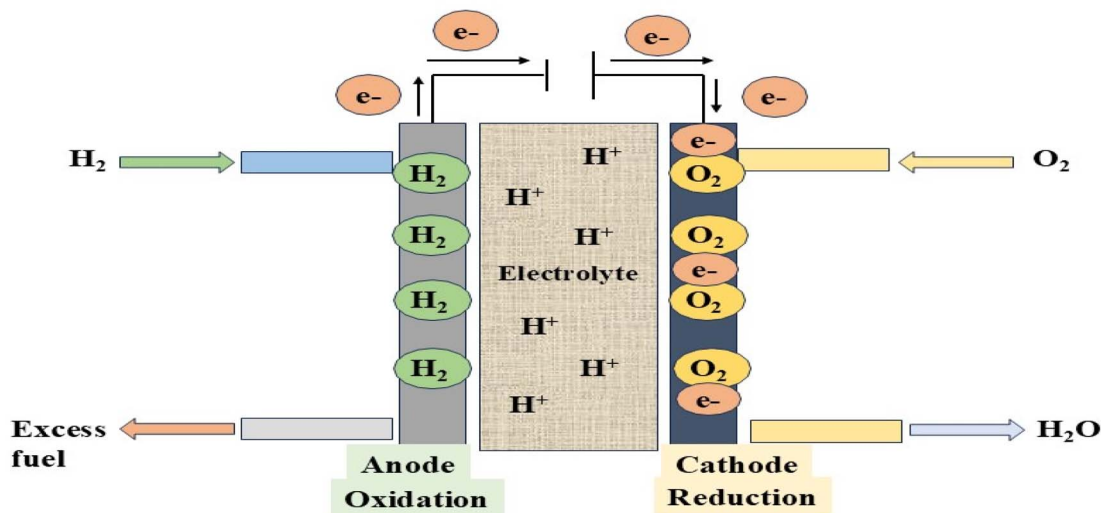 e-
e-
e-
e-
H₂
O₂
H₂
H₂
H₂
H₂
H⁺
H⁺
H⁺
Electrolyte
H⁺
H⁺
H⁺
e-
O₂
O₂
e-
O₂
O₂
e-
Excess
fuel
H₂O
Anode
Oxidation
Cathode
Reduction